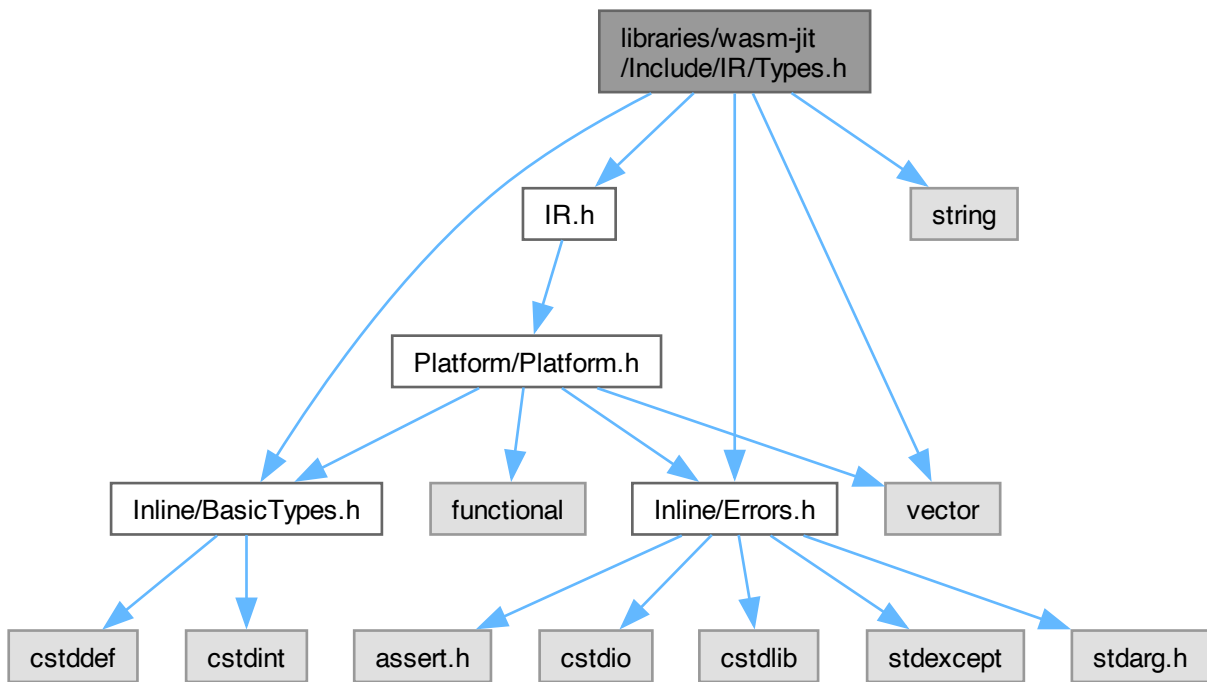 libraries/wasm-jit
/Include/IR/Types.h
IR.h
string
Platform/Platform.h
Inline/BasicTypes.h
functional
Inline/Errors.h
vector
cstddef
cstdint
assert.h
cstdio
cstdlib
stdexcept
stdarg.h